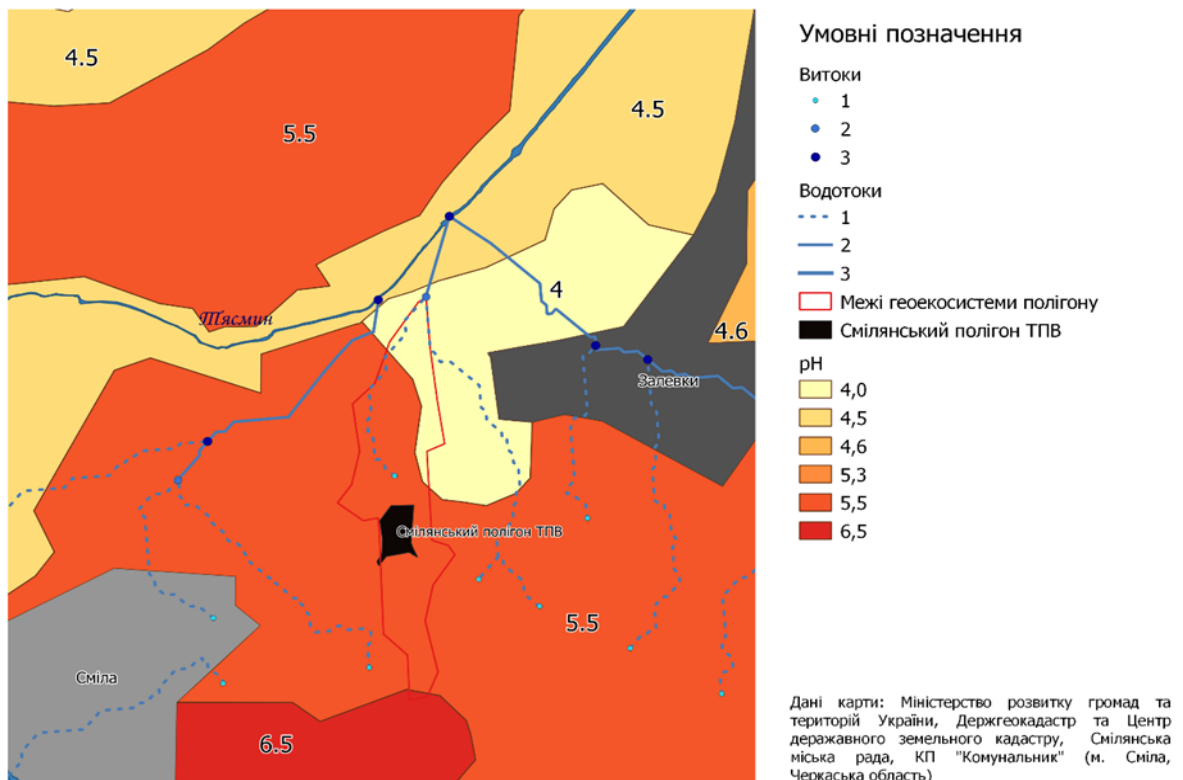 4.5
5.5
4.5
Тясмин
4
4.6
Залевки
Смілянський полігон ТПВ
5.5
Сміла
6.5
Умовні позначення
Витоки
1
2
3
Водотоки
1
2
3
Межі геоекосистеми полігону
Смілянський полігон ТПВ
pH
4,0
4,5
4,6
5,3
5,5
6,5
Дані карти: Міністерство розвитку громад та
територій України, Держгеокадастр та Центр
деражавного земельного кадастру, Смілянська
міська рада, КП "Комунальник" (м. Сміла,
Черкаська область)